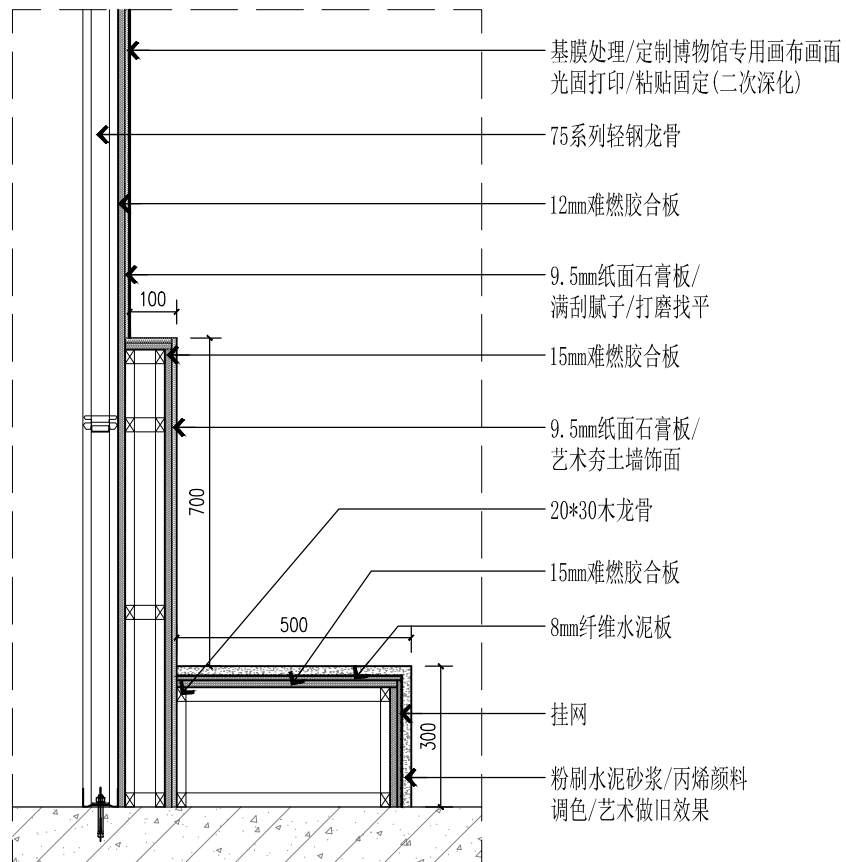 基膜处理/定制博物馆专用画布画面
光固打印/粘贴固定(二次深化)
75系列轻钢龙骨
12mm难燃胶合板
9.5mm纸面石膏板/
满刮腻子/打磨找平
100
15mm难燃胶合板
9.5mm纸面石膏板/
艺术夯土墙饰面
700
20*30木龙骨
15mm难燃胶合板
500
8mm纤维水泥板
挂网
300
粉刷水泥砂浆/丙烯颜料
调色/艺术做旧效果